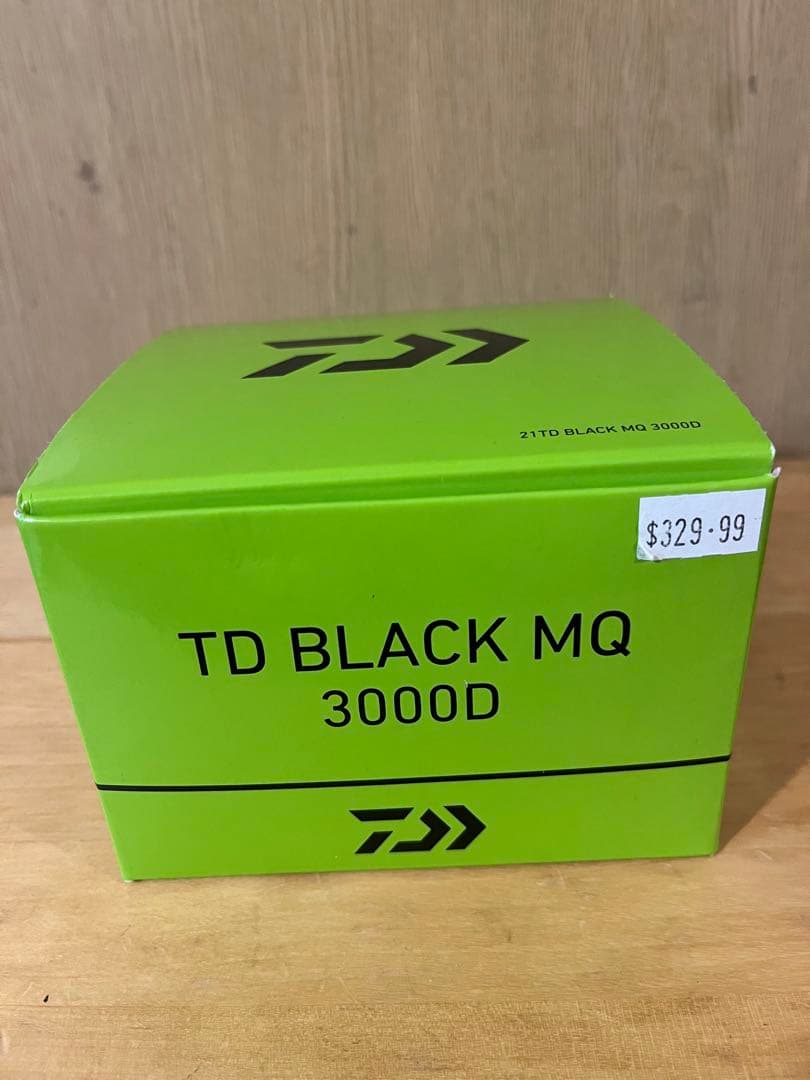 21TD BLACK MQ 3000D
$329.99
TD BLACK MQ
3000D